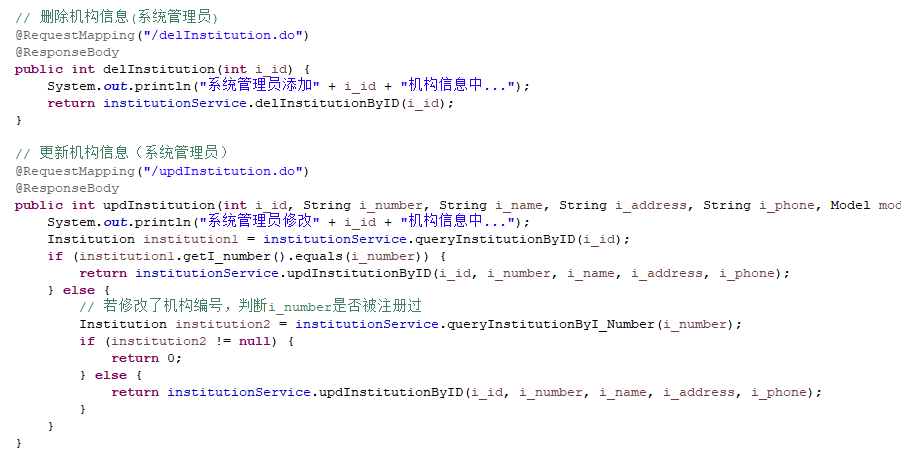 // 删除机构信息(系统管理员)
@RequestMapping("/delInstitution.do")
@ResponseBody
public int delInstitution(int i_id) {
    System.out.println("系统管理员添加" + i_id + "机构信息中...");
    return institutionService.delInstitutionByID(i_id);
}

// 更新机构信息（系统管理员）
@RequestMapping("/updInstitution.do")
@ResponseBody
public int updInstitution(int i_id, String i_number, String i_name, String i_address, String i_phone, Model mod
    System.out.println("系统管理员修改" + i_id + "机构信息中...");
    Institution institution1 = institutionService.queryInstitutionByID(i_id);
    if (institution1.getI_number().equals(i_number)) {
        return institutionService.updInstitutionByID(i_id, i_number, i_name, i_address, i_phone);
    } else {
        // 若修改了机构编号，判断i_number是否被注册过
        Institution institution2 = institutionService.queryInstitutionByI_Number(i_number);
        if (institution2 != null) {
            return 0;
        } else {
            return institutionService.updInstitutionByID(i_id, i_number, i_name, i_address, i_phone);
        }
    }
}